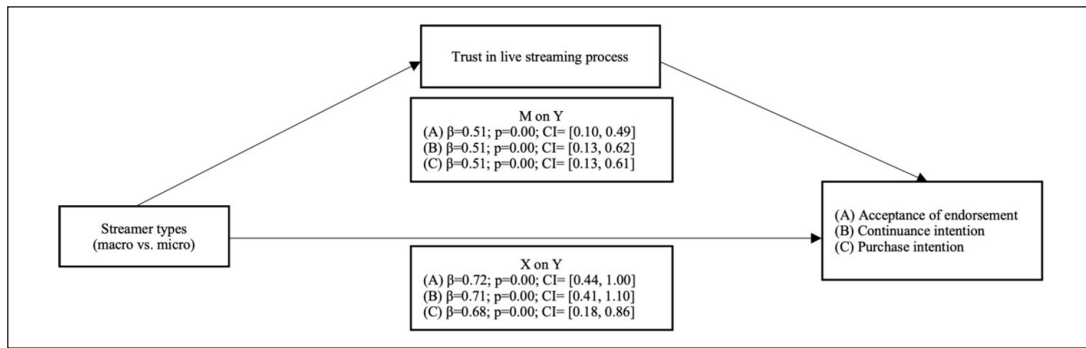 Trust in live streaming process
M on Y
(A) β=0.51; p=0.00; CI= [0.10, 0.49]
(B) β=0.51; p=0.00; CI= [0.13, 0.62]
(C) β=0.51; p=0.00; CI= [0.13, 0.61]
Streamer types
(macro vs. micro)
(A) Acceptance of endorsement
(B) Continuance intention
(C) Purchase intention
X on Y
(A) β=0.72; p=0.00; CI= [0.44, 1.00]
(B) β=0.71; p=0.00; CI= [0.41, 1.10]
(C) β=0.68; p=0.00; CI= [0.18, 0.86]